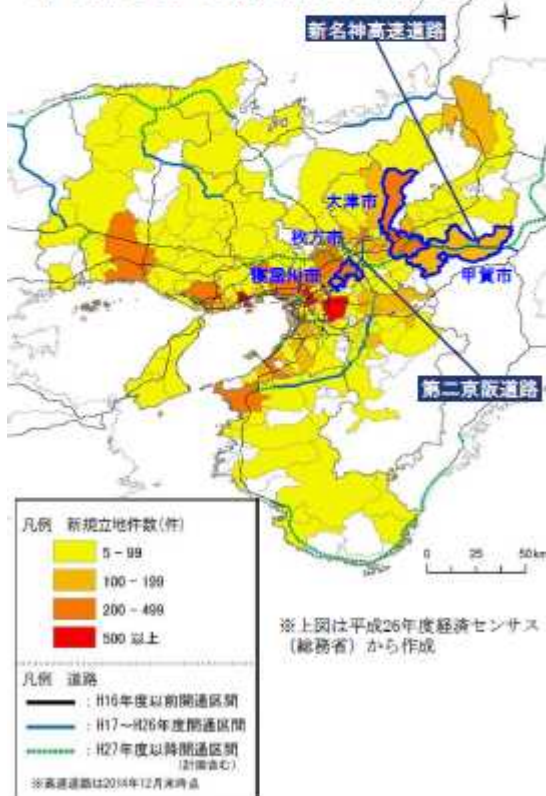 新名神高速道路
大津市
枚方市
寝屋川市
甲賀市
第二京阪道路
凡例 新規立地件数(件)
5 - 99
100 - 199
200 - 499
500 以上
0 25 50km
※上図は平成26年度経済センサス
(総務省)から作成
凡例 道路
:H16年度以前開通区間
:H17~H26年度開通区間
:H27年度以降開通区間
(計画含む)
※高速道路は2014年12月末時点